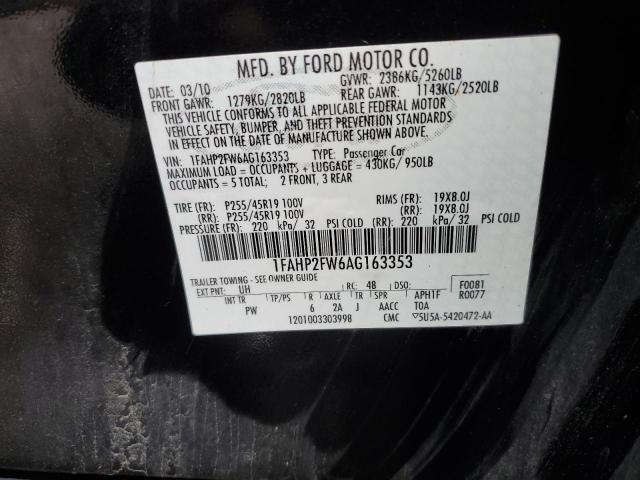 MFD. BY FORD MOTOR CO.
DATE: 03/10 GVWR: 2386KG/5260LB
FRONT GAWR: 1279KG/2820LB REAR GAWR: 1143KG/2520LB
THIS VEHICLE CONFORMS TO ALL APPLICABLE FEDERAL MOTOR
VEHICLE SAFETY, BUMPER, AND THEFT PREVENTION STANDARDS
IN EFFECT ON THE DATE OF MANUFACTURE SHOWN ABOVE.
VIN: 1FAHP2FW6AG163353 TYPE: Passenger Car
MAXIMUM LOAD = OCCUPANTS + LUGGAGE = 430KG/ 950LB
OCCUPANTS = 5 TOTAL; 2 FRONT, 3 REAR
TIRE (FR): P255/45R19 100V RIMS (FR): 19X8.0J
(RR): P255/45R19 100V (RR): 19X8.0J
PRESSURE (FR): 220 kPa/ 32 PSI COLD (RR): 220 kPa/ 32 PSI COLD
1FAHP2FW6AG163353
TRAILER TOWING - SEE OWNER GUIDE
EXT PNT: UH RC: 48 DSO: F0081
INT TR TP/PS R AXLE TR SPR APH1F R0077
PW 6 2A J AACC TOA
1201003303998 CMC ▽5U5A-5420472-AA